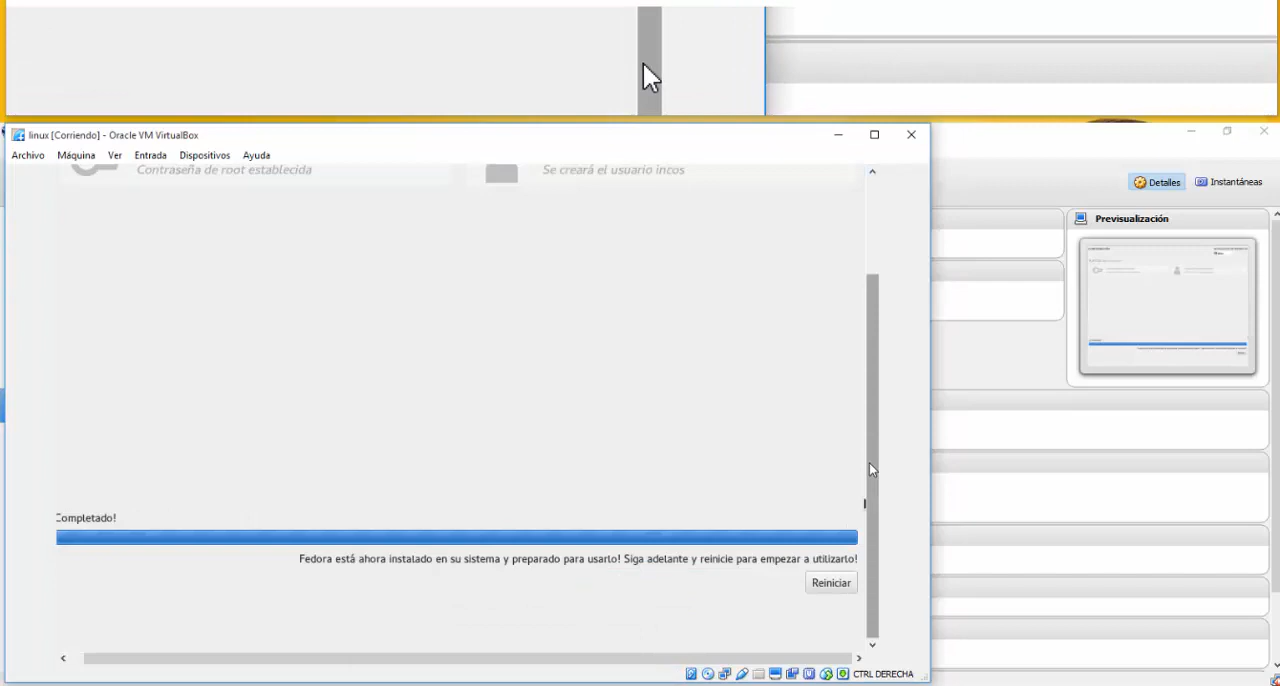 linux [Corriendo] - Oracle VM VirtualBox
Archivo Máquina Ver Entrada Dispositivos Ayuda
Contraseña de root establecida
Se creará el usuario incos
Detalles Instantáneas
Previsualización
Completado!
Fedora está ahora instalado en su sistema y preparado para usarlo! Siga adelante y reinicie para empezar a utilizarlo!
Reiniciar
CTRL DERECHA